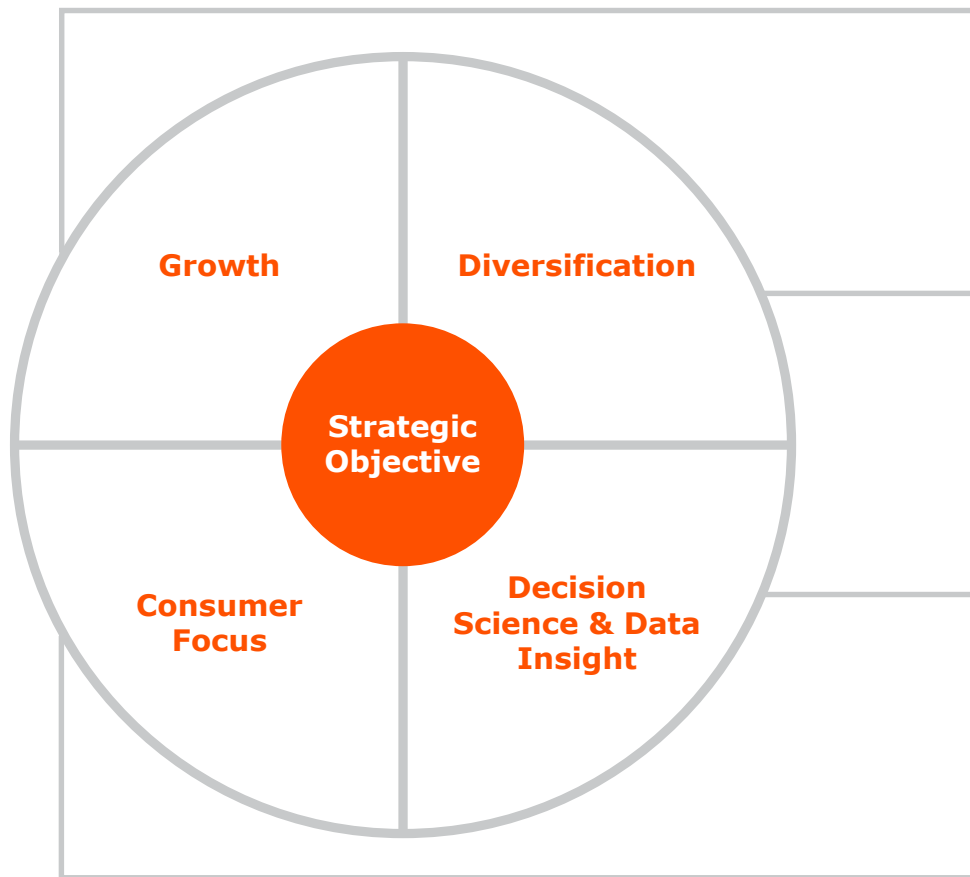 Growth
Diversification
Strategic
Objective
Consumer
Focus
Decision
Science & Data
Insight